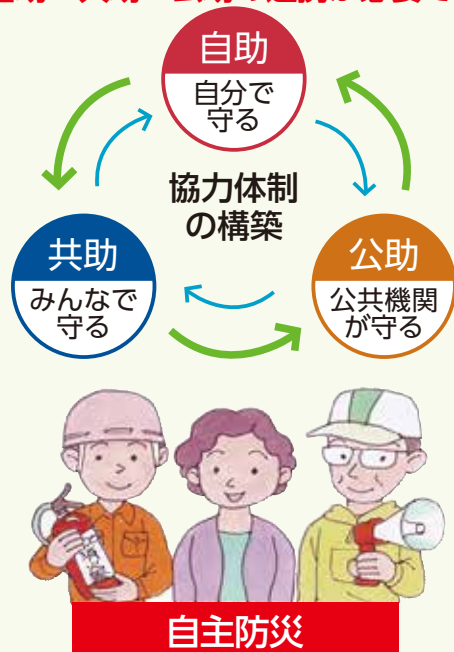 自助
自分で
守る
協力体制
の構築
共助
みんなで
守る
公助
公共機関
が守る
自主防災